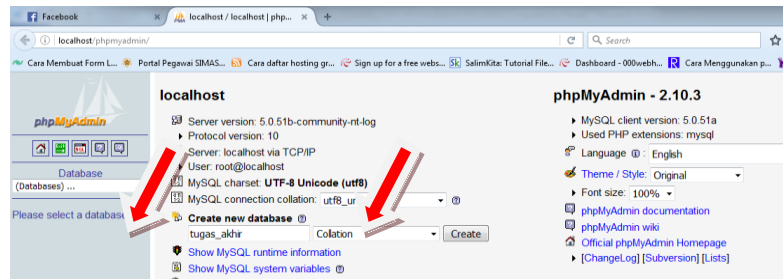 Facebook
localhost / localhost | php...
localhost/phpmyadmin/
Search
Cara Membuat Form L...
Portal Pegawai SIMAS...
Cara daftar hosting gr...
Sign up for a free webs...
SalimKita: Tutorial File...
Dashboard - 000webh...
Cara Menggunakan p...
phpMyAdmin
Database
(Databases) ...
Please select a database
localhost
Server version: 5.0.51b-community-nt-log
Protocol version: 10
Server: localhost via TCP/IP
User: root@localhost
MySQL charset: UTF-8 Unicode (utf8)
MySQL connection collation:
Create new database
tugas_akhir Collation Create
Show MySQL runtime information
Show MySQL system variables
phpMyAdmin - 2.10.3
MySQL client version: 5.0.51a
Used PHP extensions: mysql
Language : English
Theme / Style: Original
Font size: 100%
phpMyAdmin documentation
phpMyAdmin wiki
Official phpMyAdmin Homepage
[ChangeLog] [Subversion] [Lists]